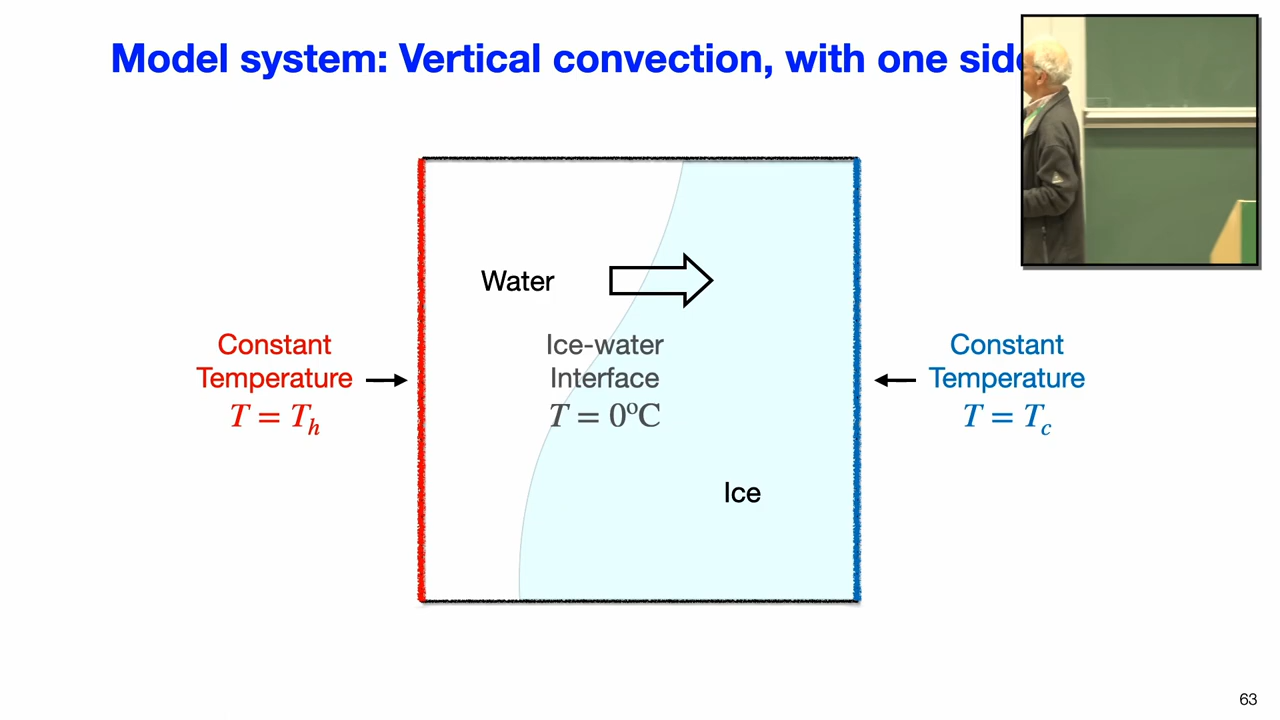 Model system: Vertical convection, with one side
Water
Ice-water
Interface
T = 0ºC
Constant
Temperature
T = Tₕ
Constant
Temperature
T = T_c
Ice
63